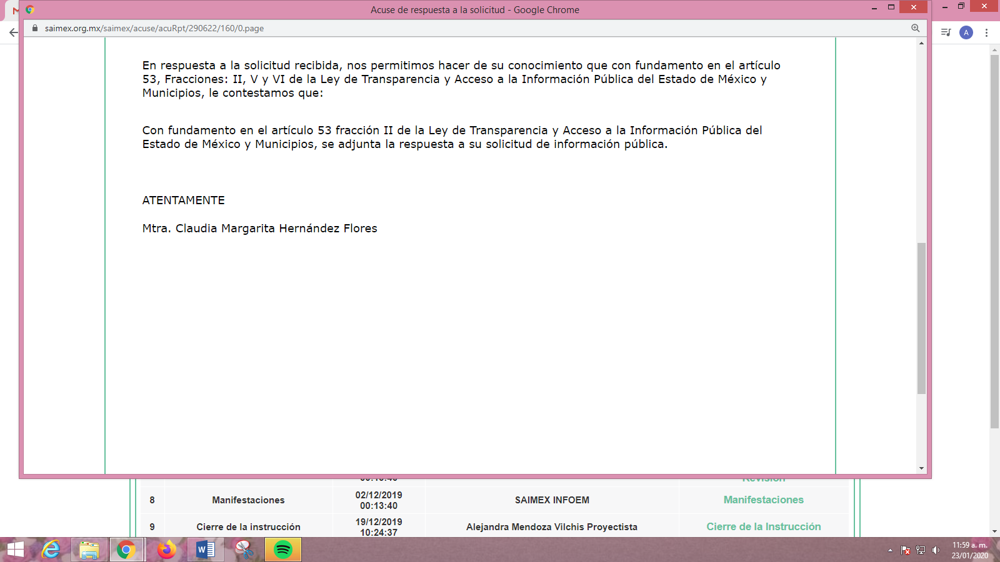 Acuse de respuesta a la solicitud - Google Chrome
saimex.org.mx/saimex/acuse/acuRpt/290622/160/0.page
A
En respuesta a la solicitud recibida, nos permitimos hacer de su conocimiento que con fundamento en el artículo
53, Fracciones: II, V y VI de la Ley de Transparencia y Acceso a la Información Pública del Estado de México y
Municipios, le contestamos que:
Con fundamento en el artículo 53 fracción II de la Ley de Transparencia y Acceso a la Información Pública del
Estado de México y Municipios, se adjunta la respuesta a su solicitud de información pública.
ATENTAMENTE
Mtra. Claudia Margarita Hernández Flores
Revisión
8 Manifestaciones 02/12/2019 00:13:40 SAIMEX INFOEM Manifestaciones
9 Cierre de la instrucción 19/12/2019 10:24:37 Alejandra Mendoza Vilchis Proyectista Cierre de la Instrucción
11:59 a. m.
23/01/2020